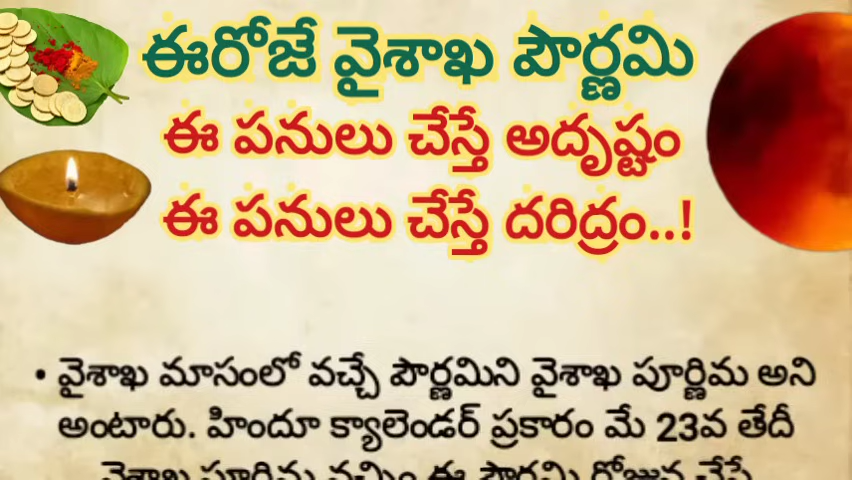 ఈరోజే వైశాఖ పౌర్ణమి
ఈ పనులు చేస్తే అదృష్టం
ఈ పనులు చేస్తే దరిద్రం..!
• వైశాఖ మాసంలో వచ్చే పౌర్ణమిని వైశాఖ పూర్ణిమ అని
అంటారు. హిందూ క్యాలెండర్ ప్రకారం మే 23వ తేదీ